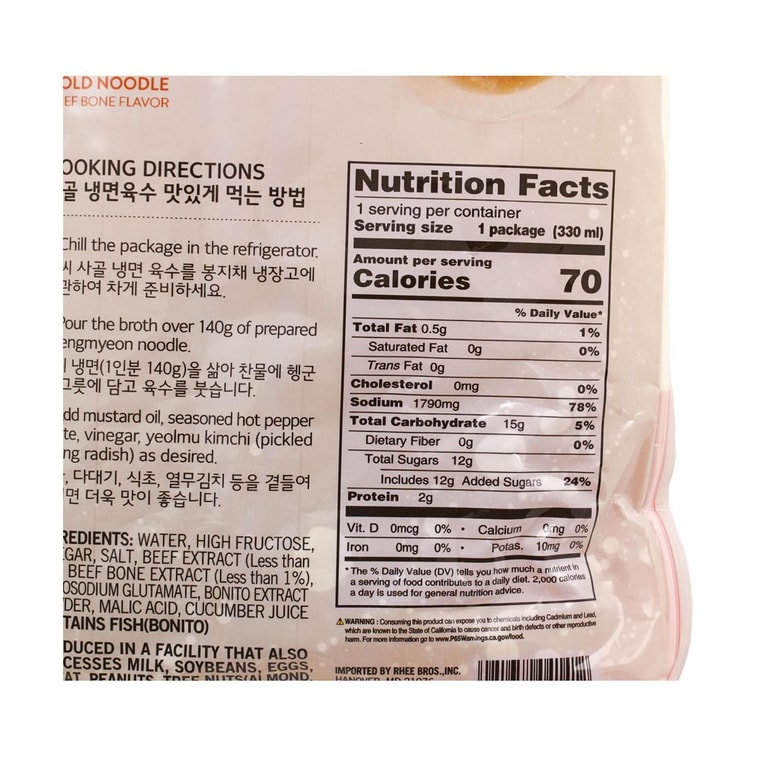 OLD NOODLE
EF BONE FLAVOR
OOKING DIRECTIONS
골 냉면육수 맛있게 먹는 방법
Chill the package in the refrigerator.
씨 사골 냉면 육수를 봉지채 냉장고에
관하여 차게 준비하세요.
Pour the broth over 140g of prepared
engmyeon noodle.
냉면(1인분 140g)을 삶아 찬물에 헹군
그릇에 담고 육수를 붓습니다.
dd mustard oil, seasoned hot pepper
te, vinegar, yeolmu kimchi (pickled
ng radish) as desired.
, 다대기, 식초, 열무김치 등을 곁들여
면 더욱 맛이 좋습니다.
REDIENTS: WATER, HIGH FRUCTOSE,
EGAR, SALT, BEEF EXTRACT (Less than
BEEF BONE EXTRACT (Less than 1%),
OSODIUM GLUTAMATE, BONITO EXTRACT
DER, MALIC ACID, CUCUMBER JUICE
TAINS FISH(BONITO)
DUCED IN A FACILITY THAT ALSO
CESSES MILK, SOYBEANS, EGGS,
AT, PEANUTS, TREE NUTS(ALMOND,
Nutrition Facts
1 serving per container
Serving size 1 package (330 ml)
Amount per serving
Calories 70
% Daily Value*
Total Fat 0.5g 1%
Saturated Fat 0g 0%
Trans Fat 0g
Cholesterol 0mg 0%
Sodium 1790mg 78%
Total Carbohydrate 15g 5%
Dietary Fiber 0g 0%
Total Sugars 12g
Includes 12g Added Sugars 24%
Protein 2g
Vit. D 0mcg 0% • Calcium 0mg 0%
Iron 0mg 0% • Potas. 10mg 0%
*The % Daily Value (DV) tells you how much a nutrient in
a serving of food contributes to a daily diet. 2,000 calories
a day is used for general nutrition advice.
⚠WARNING : Consuming this product can expose you to chemicals including Cadmium and Lead,
which are known to the State of California to cause cancer and birth defects or other reproductive
harm. For more information go to www.P65Warnings.ca.gov/food.
IMPORTED BY RHEE BROS.,INC.
HANOVER, MD 21076